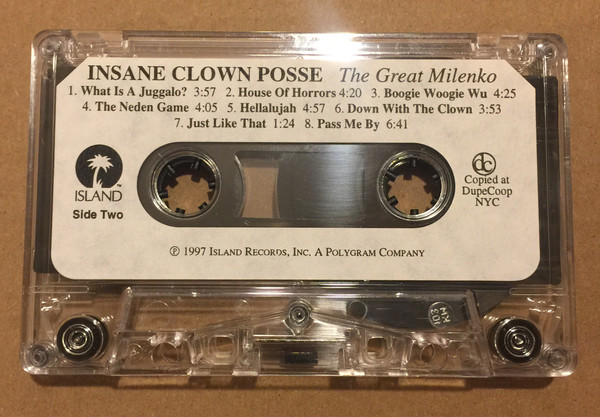 INSANE CLOWN POSSE The Great Milenko
1. What Is A Juggalo? 3:57 2. House Of Horrors 4:20 3. Boogie Woogie Wu 4:25
4. The Neden Game 4:05 5. Hellalujah 4:57 6. Down With The Clown 3:53
7. Just Like That 1:24 8. Pass Me By 6:41
ISLAND™
Side Two
dc
Copied at
DupeCoop
NYC
℗ 1997 ISLAND RECORDS, INC. A POLYGRAM COMPANY